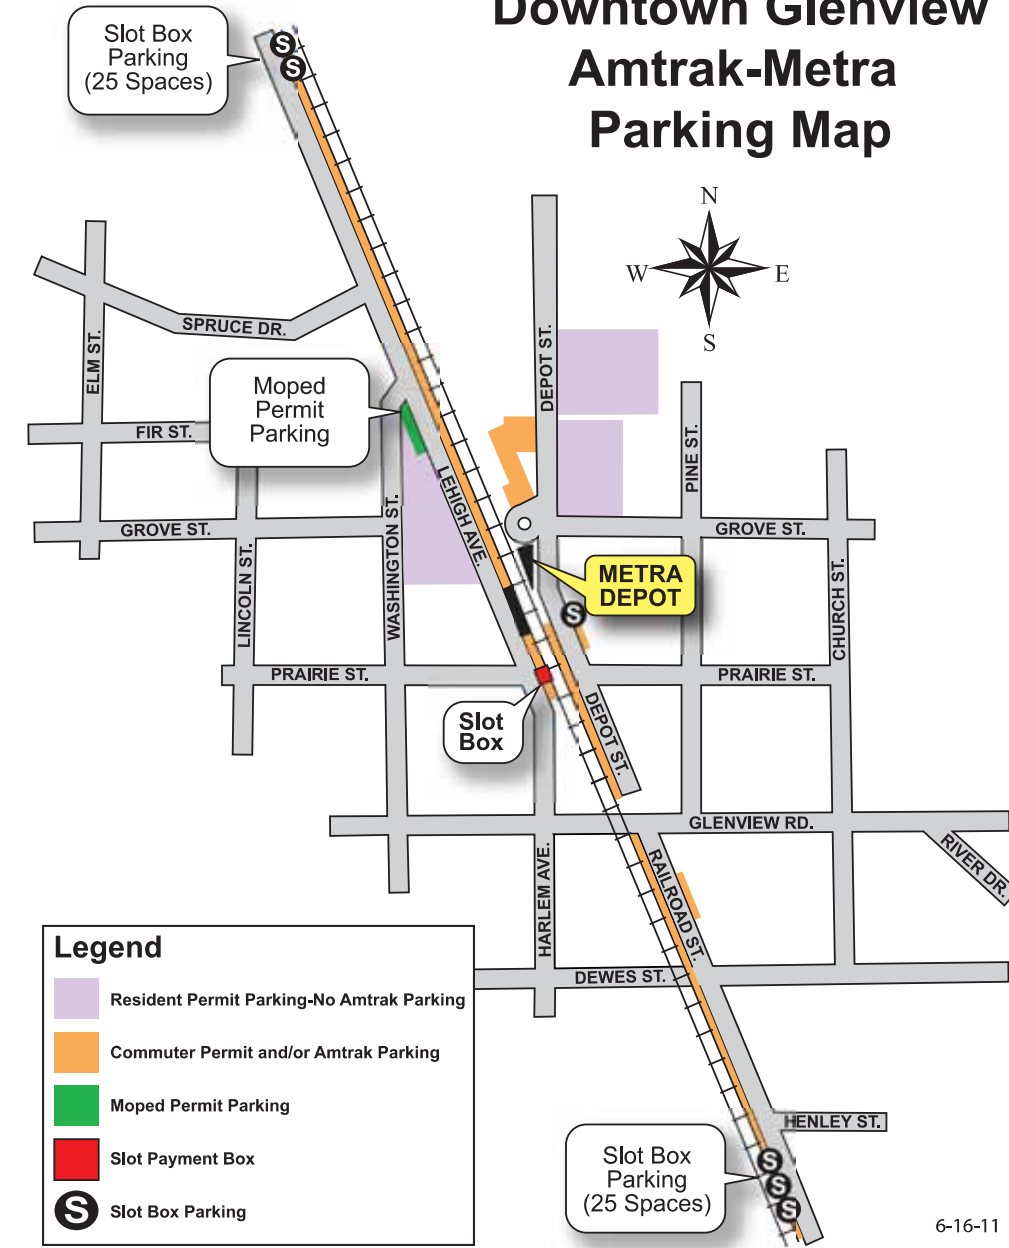 Downtown Glenview
Amtrak-Metra
Parking Map
Slot Box
Parking
(25 Spaces)
N
W
E
S
S
S
SPRUCE DR.
ELM ST.
DEPOT ST.
Moped
Permit
Parking
FIR ST.
PINE ST.
LEHIGH AVE.
GROVE ST.
WASHINGTON ST.
GROVE ST.
LINCOLN ST.
METRA
DEPOT
CHURCH ST.
S
PRAIRIE ST.
PRAIRIE ST.
Slot
Box
DEPOT ST.
GLENVIEW RD.
RIVER DR.
HARLEM AVE.
RAILROAD ST.
DEWES ST.
Legend
Resident Permit Parking-No Amtrak Parking
Commuter Permit and/or Amtrak Parking
Moped Permit Parking
Slot Payment Box
S Slot Box Parking
HENLEY ST.
Slot Box
Parking
(25 Spaces)
S
S
S
6-16-11